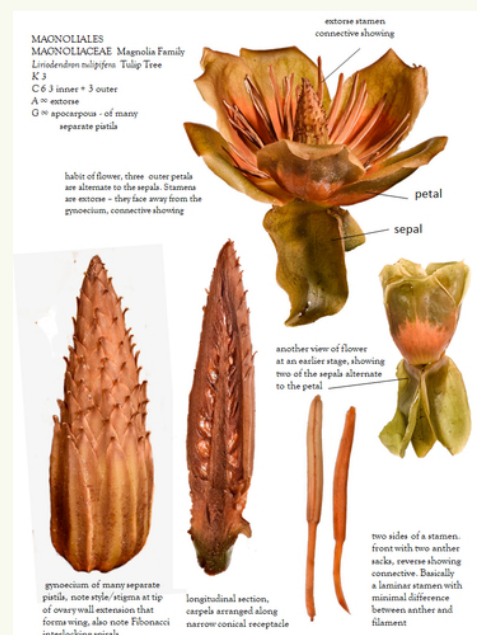 extorse stamen
connective showing
MAGNOLIALES
MAGNOLIACEAE Magnolia Family
Liriodendron tulipifera Tulip Tree
K 3
C 6 3 inner + 3 outer
A ∞ extorse
G ∞ apocarpous - of many
separate pistils
habit of flower, three outer petals
are alternate to the sepals. Stamens
are extorse – they face away from the
gynoecium, connective showing
petal
sepal
another view of flower
at an earlier stage, showing
two of the sepals alternate
to the petal
two sides of a stamen.
front with two anther
sacks, reverse showing
connective. Basically
a laminar stamen with
minimal difference
between anther and
filament
gynoecium of many separate
pistils, note style/stigma at tip
of ovary wall extension that
forms wing, also note Fibonacci
interlocking spirals
longitudinal section,
carpels arranged along
narrow conical receptacle